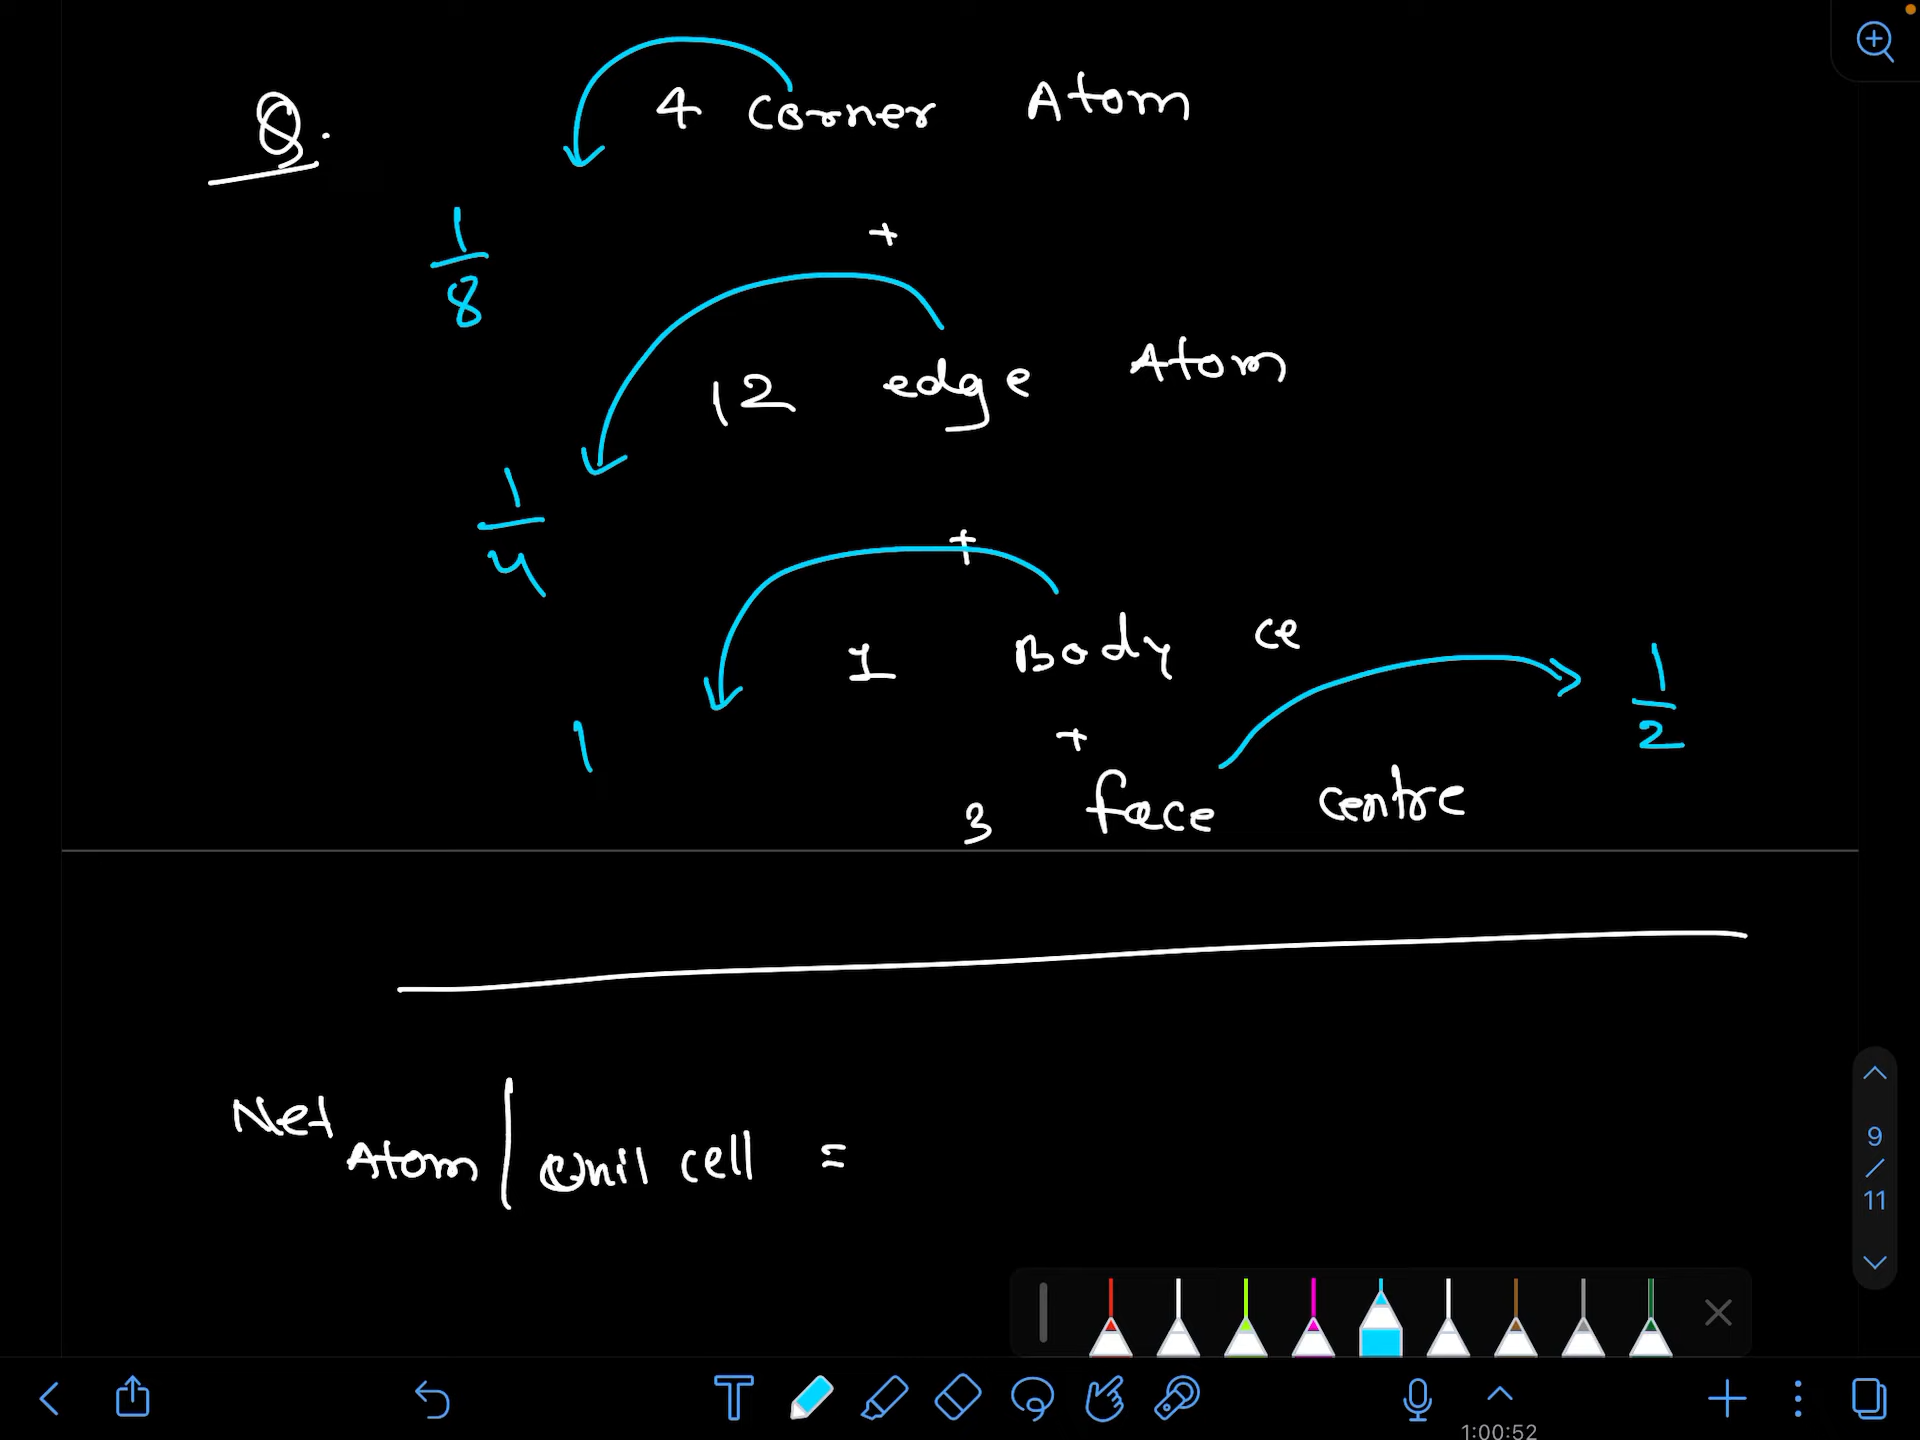 Q. 4 corner Atom
1/8
+
12 edge Atom
1/4
+
1 Body ce
1
1/2
+
3 face centre
Net Atom | Unit cell =
9
/
11
T
1:00:52